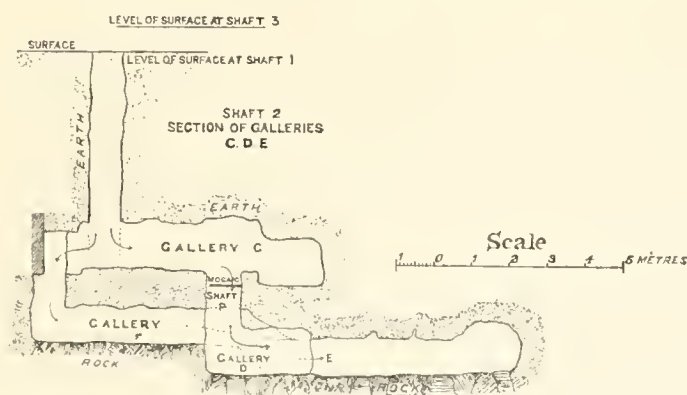 LEVEL OF SURFACE AT SHAFT 3
SURFACE
LEVEL OF SURFACE AT SHAFT 1
SHAFT 2
SECTION OF GALLERIES
C. D. E
EARTH
EARTH
GALLERY C
Scale
1 0 1 2 3 4 5 MÈTRES
MOSAIC
SHAFT
P
GALLERY
F
GALLERY
D
E
ROCK
ROCK